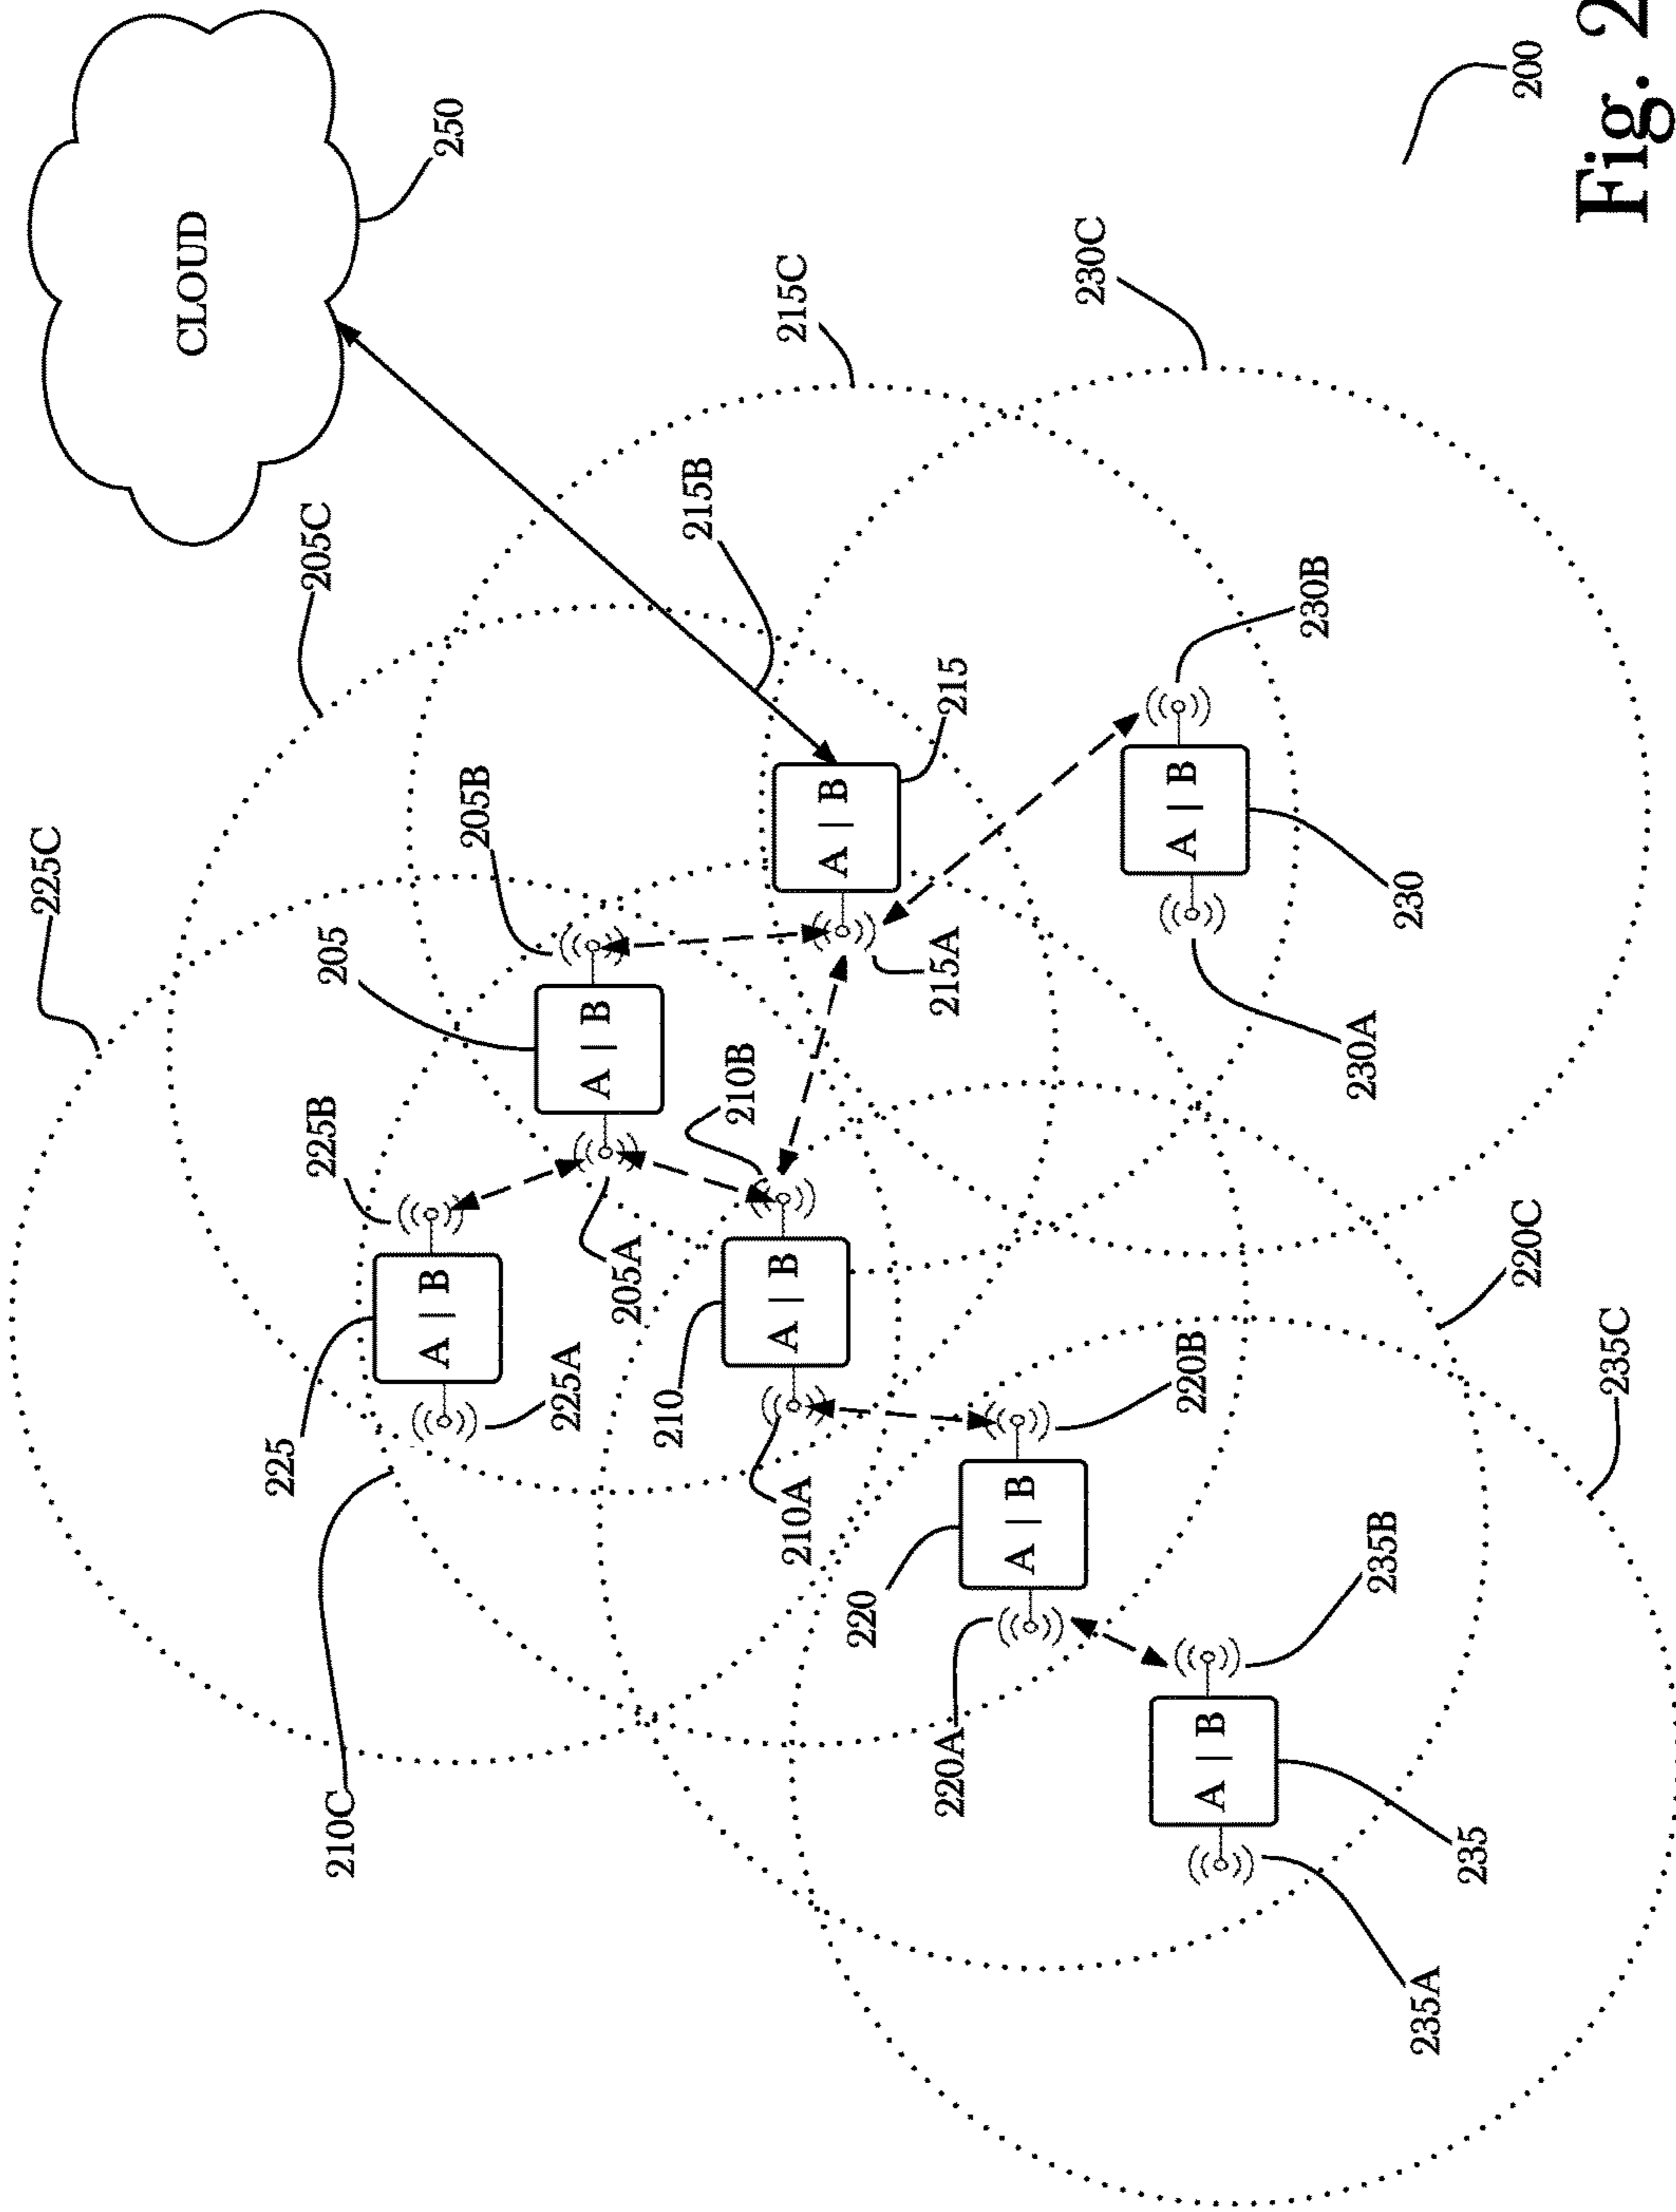 225C
CLOUD
225
205C
225B
210C
205
A | B
250
205B
225A
A | B
205A
210
215B
210B
A | B
215C
210A
A | B
220
215A
220A
215
A | B
230C
A | B
220B
A | B
230B
230A
235B
230
235A
235
220C
200
235C
Fig. 2